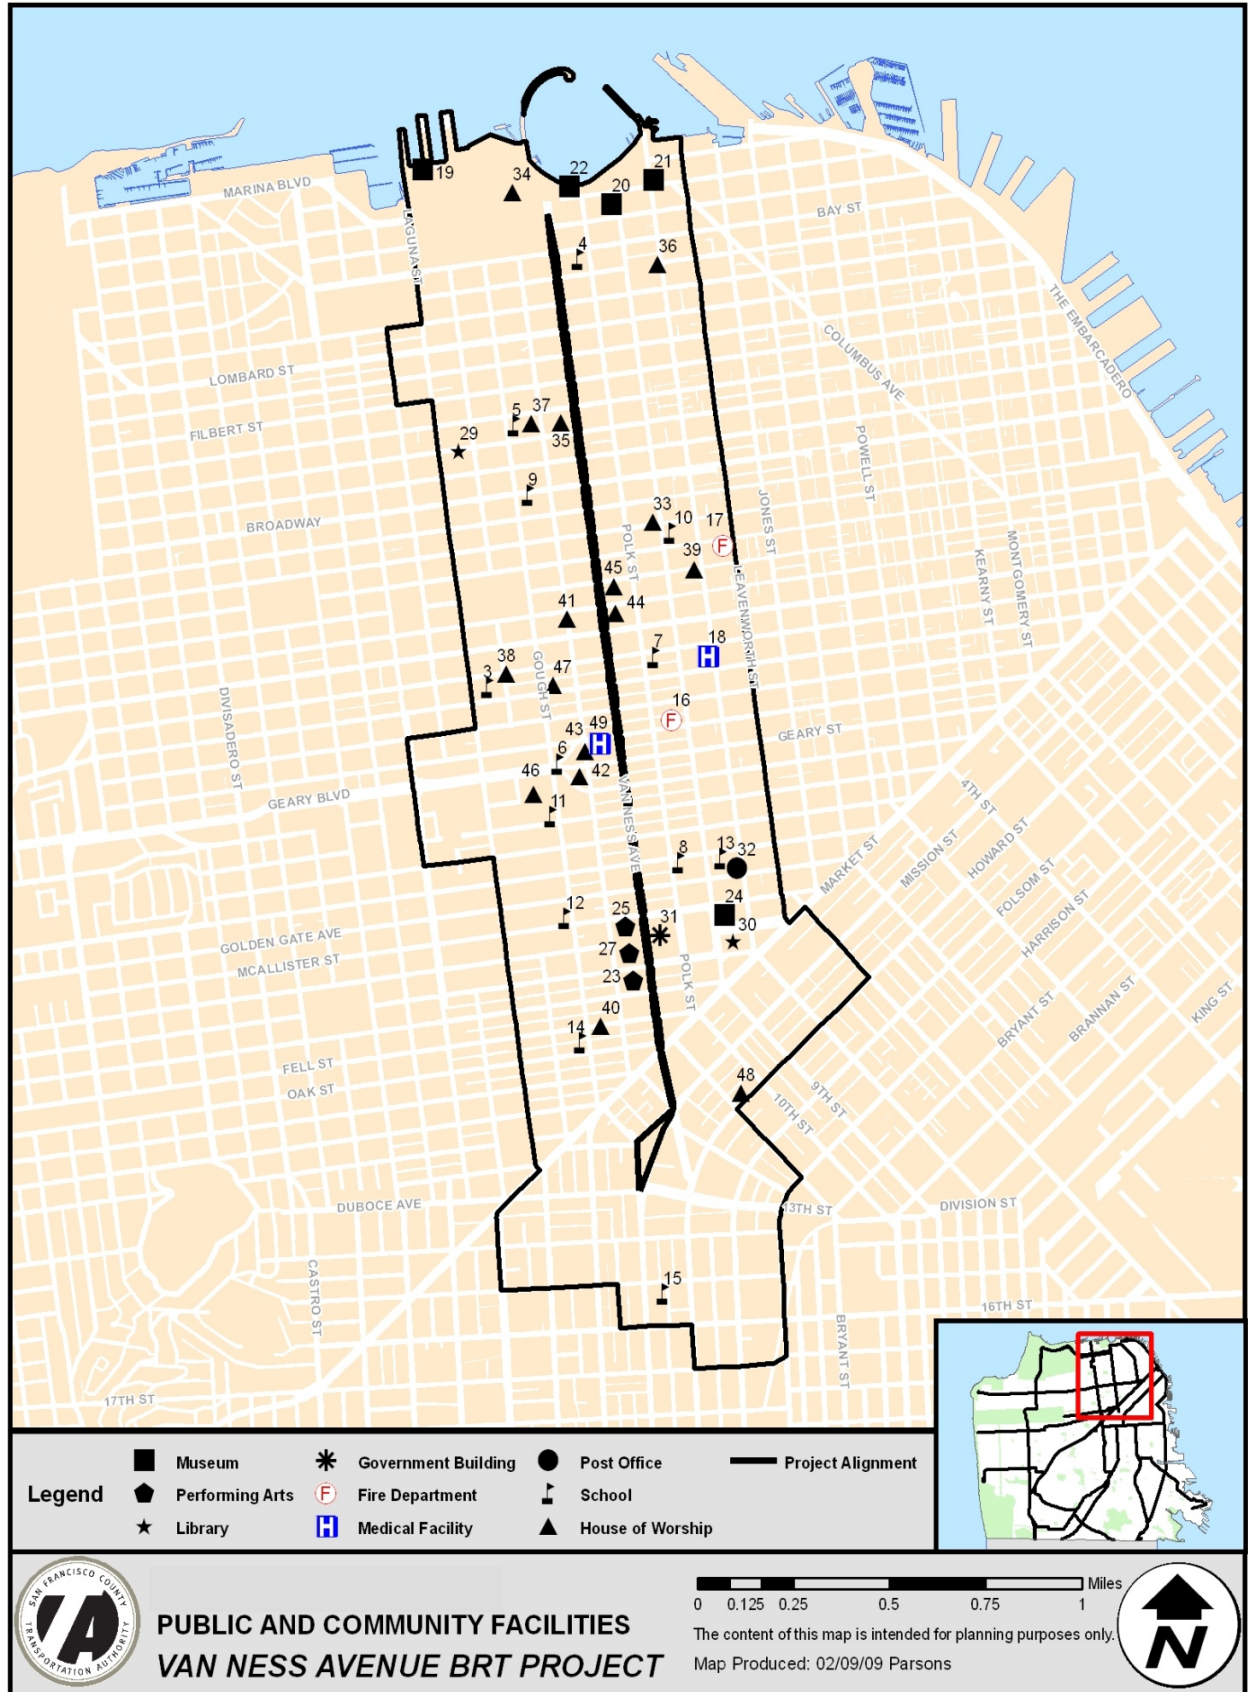 19
34
22
21
20
MARINA BLVD
BAY ST
LAGUNA ST
4
36
THE EMBARCADERO
COLUMBUS AVE
LOMBARD ST
5
37
FILBERT ST
29
35
POWELL ST
9
JONES ST
BROADWAY
33
10
17
F
POLK ST
39
MONTGOMERY ST
KEARNY ST
45
LEAVENWORTH ST
41
44
7
18
H
38
GOUGH ST
47
3
DIVISADERO ST
16
F
49
43
H
GEARY ST
6
46
42
VAN NESS AVE
GEARY BLVD
11
4TH ST
8
13
32
MARKET ST
MISSION ST
HOWARD ST
FOLSOM ST
HARRISON ST
12
25
31
24
30
GOLDEN GATE AVE
27
MCALLISTER ST
23
POLK ST
BRYANT ST
BRANNAN ST
KING ST
40
14
FELL ST
48
OAK ST
9TH ST
10TH ST
DUBOCE AVE
13TH ST
DIVISION ST
CASTRO ST
15
16TH ST
BRYANT ST
17TH ST
Legend
Museum
Government Building
Post Office
Project Alignment
Performing Arts
F Fire Department
School
Library
H Medical Facility
House of Worship
SAN FRANCISCO COUNTY
TRANSPORTATION AUTHORITY
PUBLIC AND COMMUNITY FACILITIES
VAN NESS AVENUE BRT PROJECT
Miles
0 0.125 0.25 0.5 0.75 1
The content of this map is intended for planning purposes only.
Map Produced: 02/09/09 Parsons
N